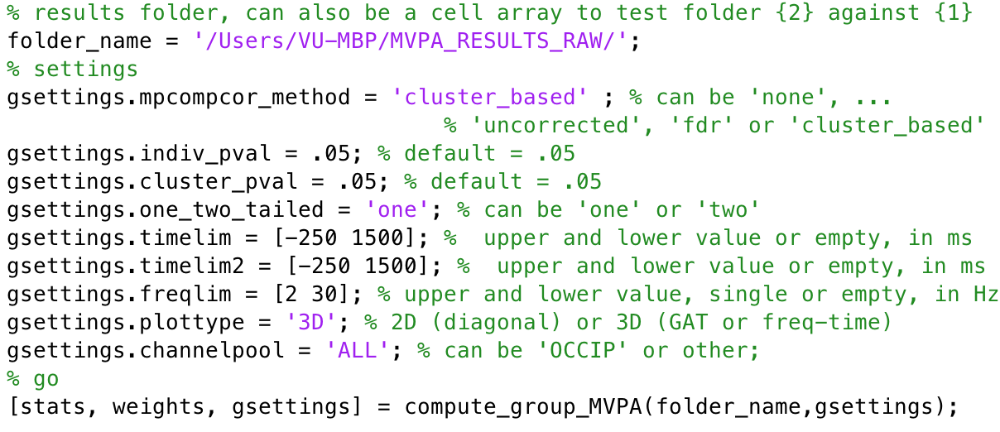 % results folder, can also be a cell array to test folder {2} against {1}
folder_name = '/Users/VU-MBP/MVPA_RESULTS_RAW/';
% settings
gsettings.mpcompcor_method = 'cluster_based' ; % can be 'none', ...
% 'uncorrected', 'fdr' or 'cluster_based'
gsettings.indiv_pval = .05; % default = .05
gsettings.cluster_pval = .05; % default = .05
gsettings.one_two_tailed = 'one'; % can be 'one' or 'two'
gsettings.timelim = [-250 1500]; %  upper and lower value or empty, in ms
gsettings.timelim2 = [-250 1500]; %  upper and lower value or empty, in ms
gsettings.freqlim = [2 30]; % upper and lower value, single or empty, in Hz
gsettings.plottype = '3D'; % 2D (diagonal) or 3D (GAT or freq-time)
gsettings.channelpool = 'ALL'; % can be 'OCCIP' or other;
% go
[stats, weights, gsettings] = compute_group_MVPA(folder_name,gsettings);